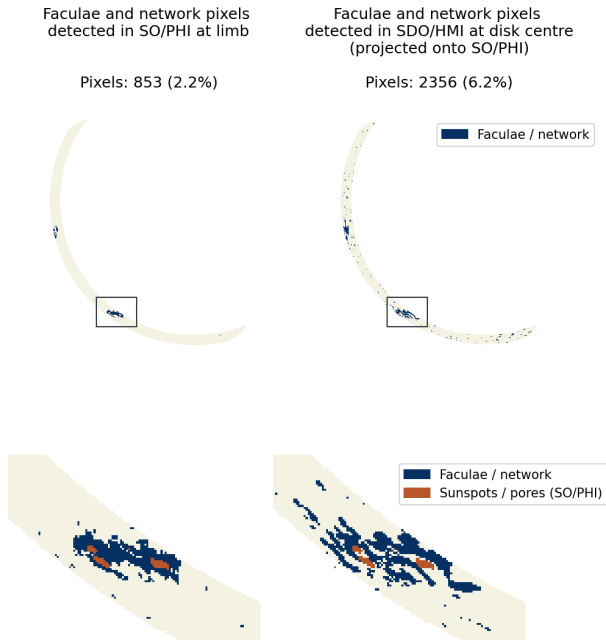 Faculae and network pixels
detected in SO/PHI at limb
Pixels: 853 (2.2%)
Faculae and network pixels
detected in SDO/HMI at disk centre
(projected onto SO/PHI)
Pixels: 2356 (6.2%)
Faculae / network
Faculae / network
Sunspots / pores (SO/PHI)